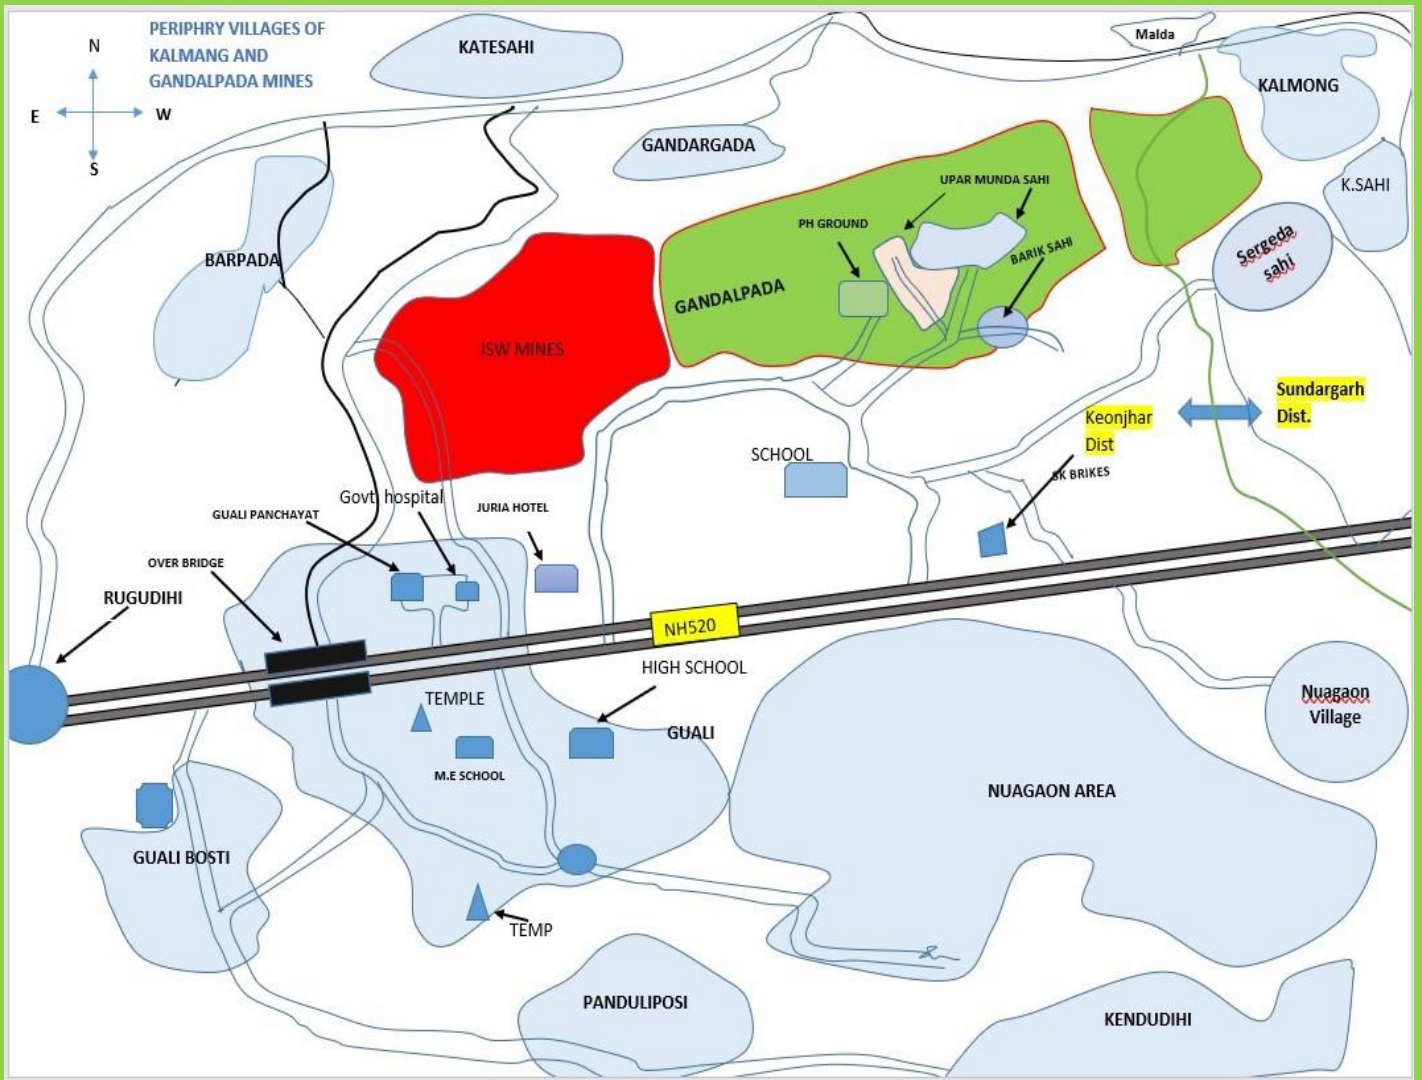 PERIPHRY VILLAGES OF
KALMANG AND
GANDALPADA MINES
N
E
W
S
KATESAHI
Malda
KALMONG
GANDARGADA
K.SAHI
UPAR MUNDA SAHI
PH GROUND
BARIK SAHI
Sergeda
sahi
BARPADA
GANDALPADA
JSW MINES
Sundargarh
Dist.
Keonjhar
Dist
SCHOOL
SK BRIKES
Govt. hospital
GUALI PANCHAYAT
JURIA HOTEL
OVER BRIDGE
RUGUDIHI
NH520
HIGH SCHOOL
TEMPLE
GUALI
M.E SCHOOL
Nuagaon
Village
NUAGAON AREA
GUALI BOSTI
TEMP
PANDULIPOSI
KENDUDIHI